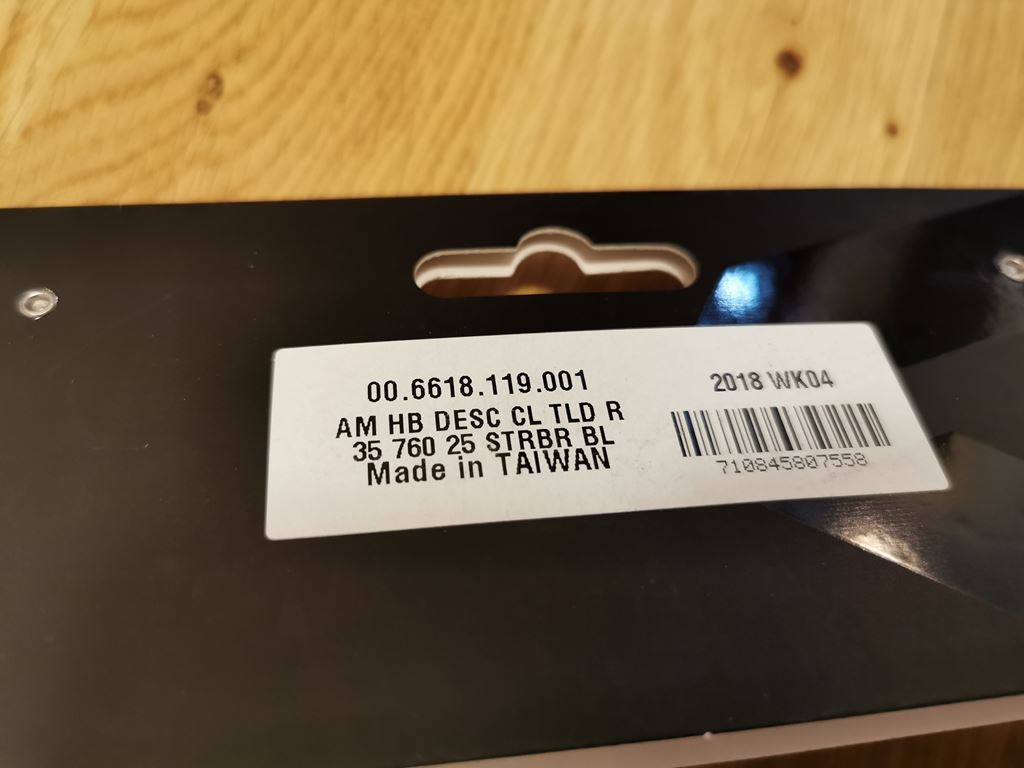 00.6618.119.001
AM HB DESC CL TLD R
35 760 25 STRBR BL
Made in TAIWAN
2018 WK04
710845807558